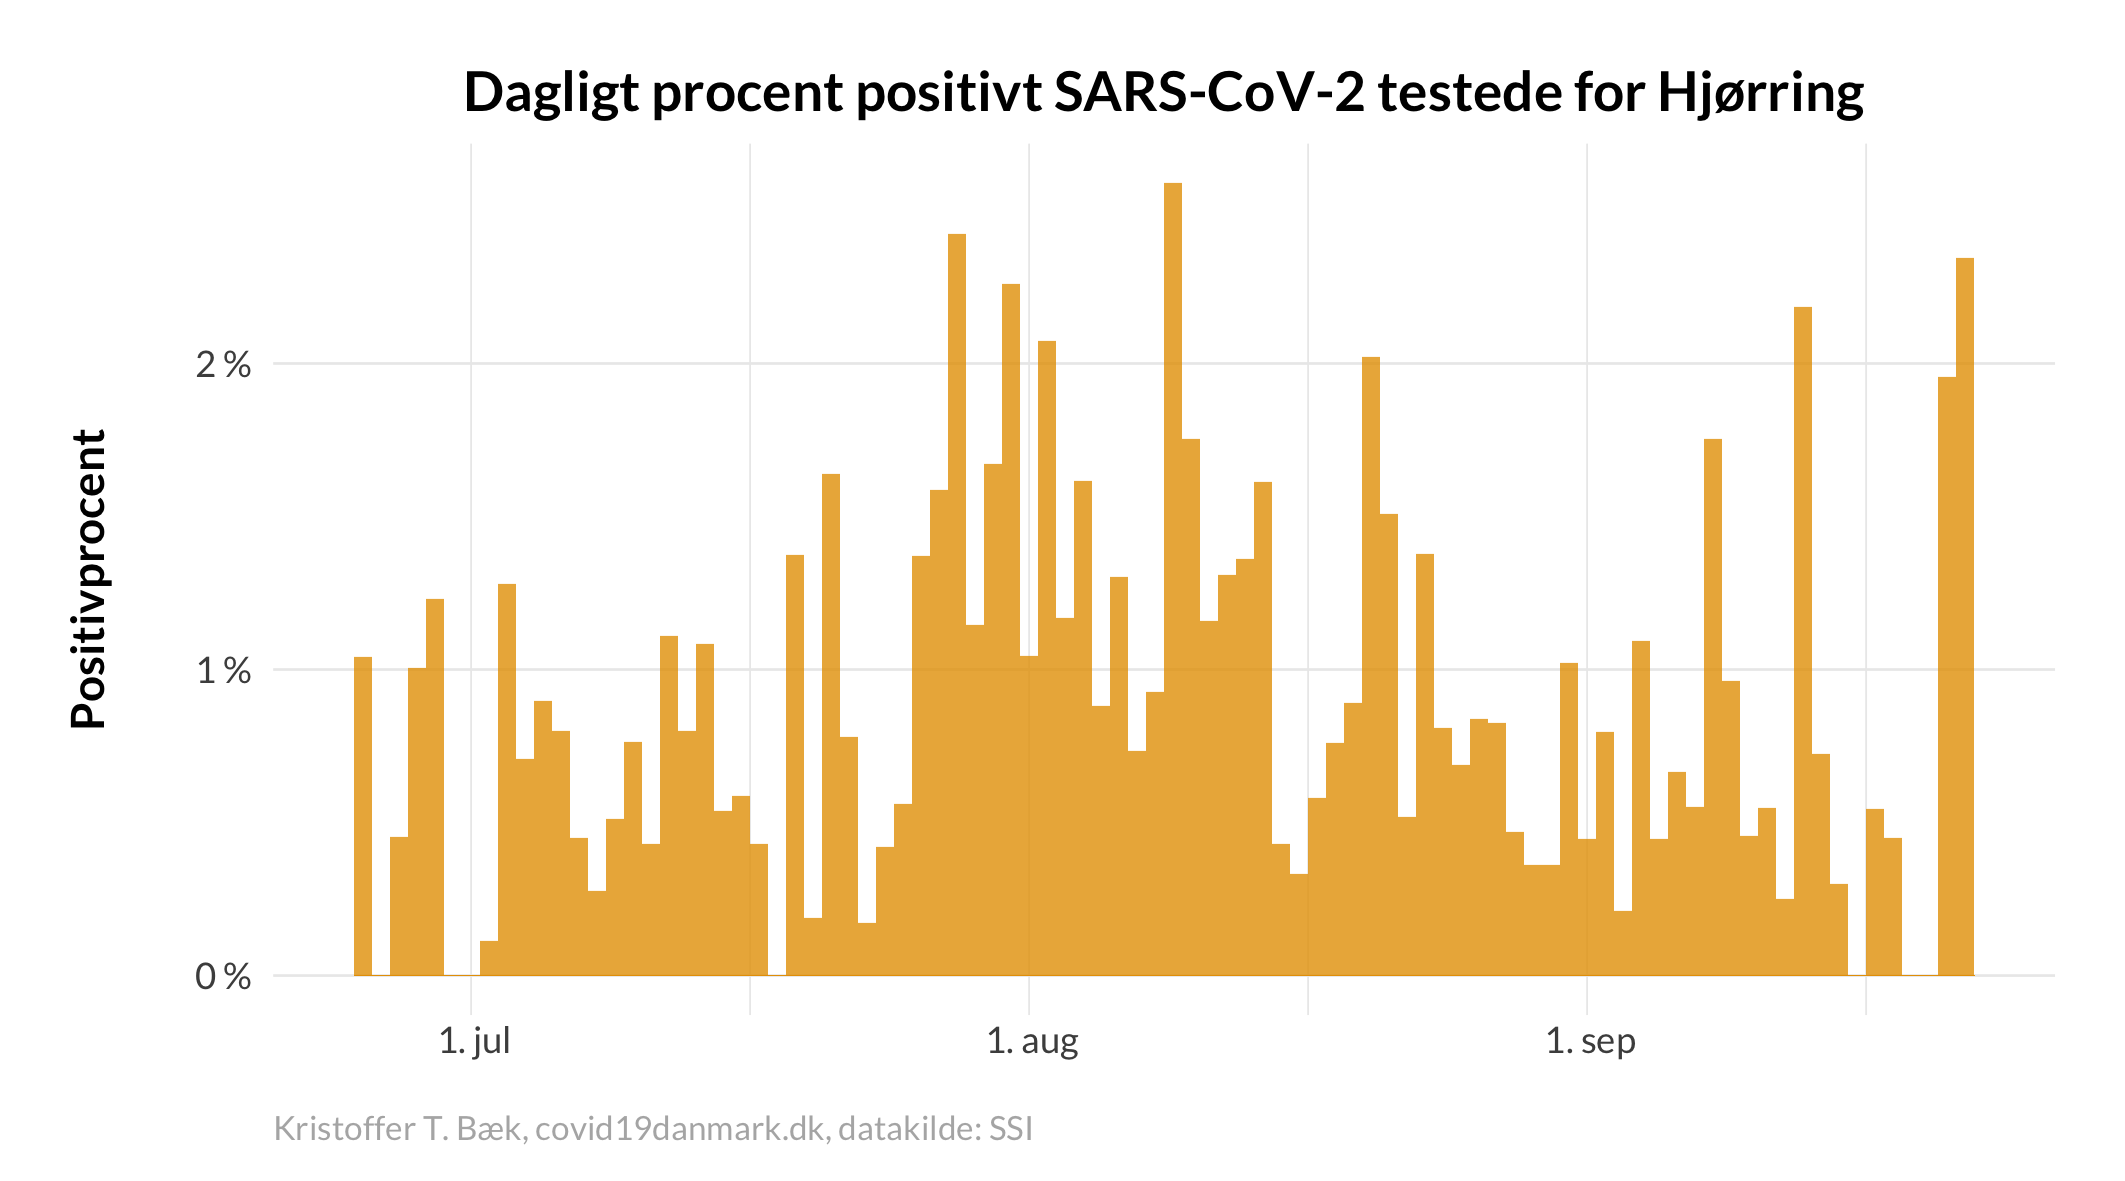 Dagligt procent positivt SARS-CoV-2 testede for Hjørring
Positivprocent
2 %
1 %
0 %
1. jul
1. aug
1. sep
Kristoffer T. Bæk, covid19danmark.dk, datakilde: SSI